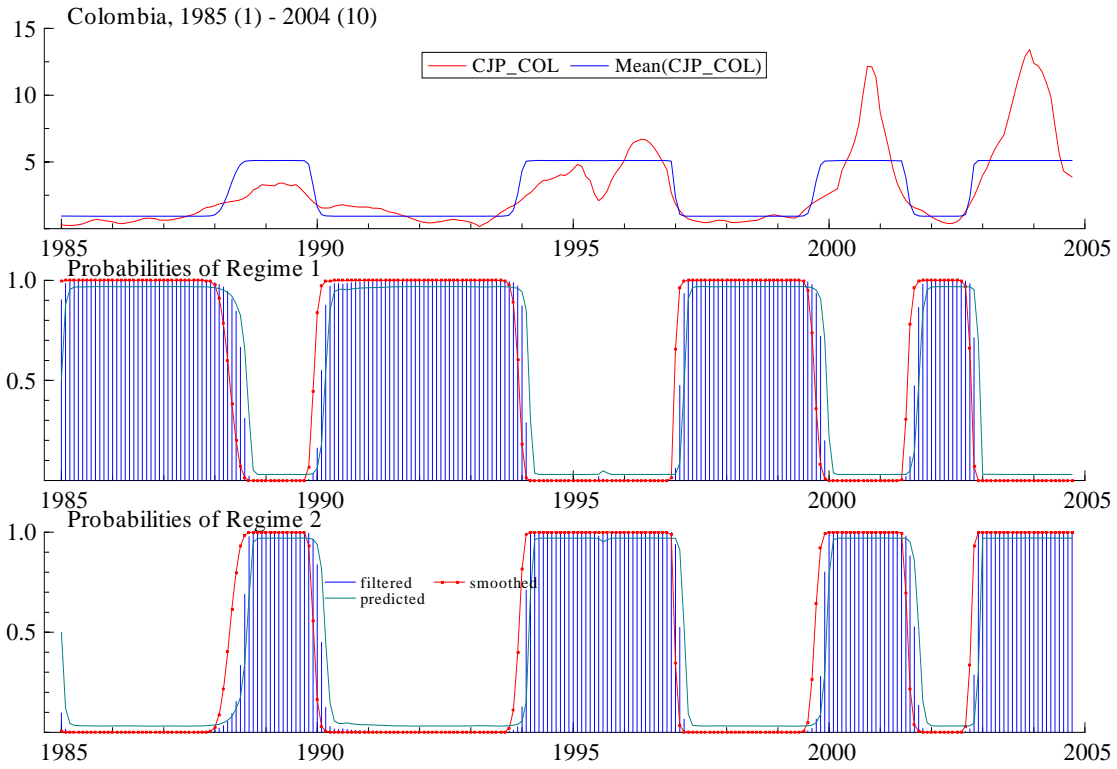 Colombia, 1985 (1) - 2004 (10)
15
CJP_COL Mean(CJP_COL)
10
5
1985 1990 1995 2000 2005
Probabilities of Regime 1
1.0
0.5
1985 1990 1995 2000 2005
Probabilities of Regime 2
1.0
filtered smoothed
predicted
0.5
1985 1990 1995 2000 2005